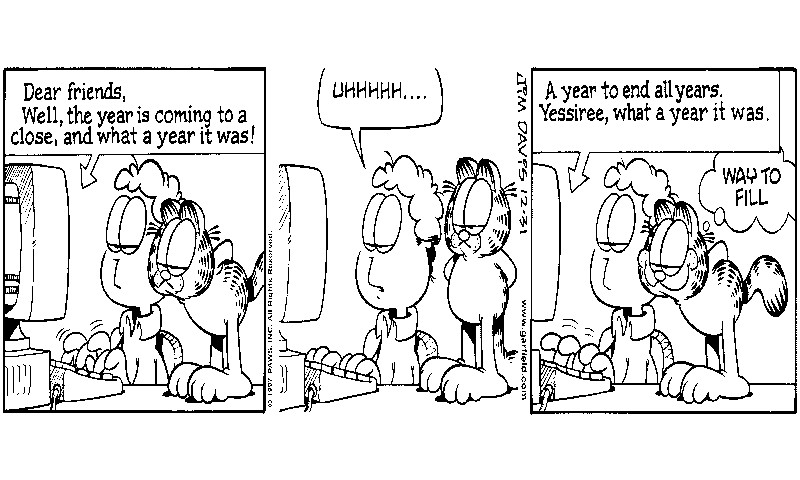 Dear friends,
Well, the year is coming to a
close, and what a year it was!
UHHHHH....
A year to end all years.
Yessiree, what a year it was.
WAY TO
FILL
© 1997 PAWS, INC. All Rights Reserved.
JIM DAVIS 12-31
www.garfield.com